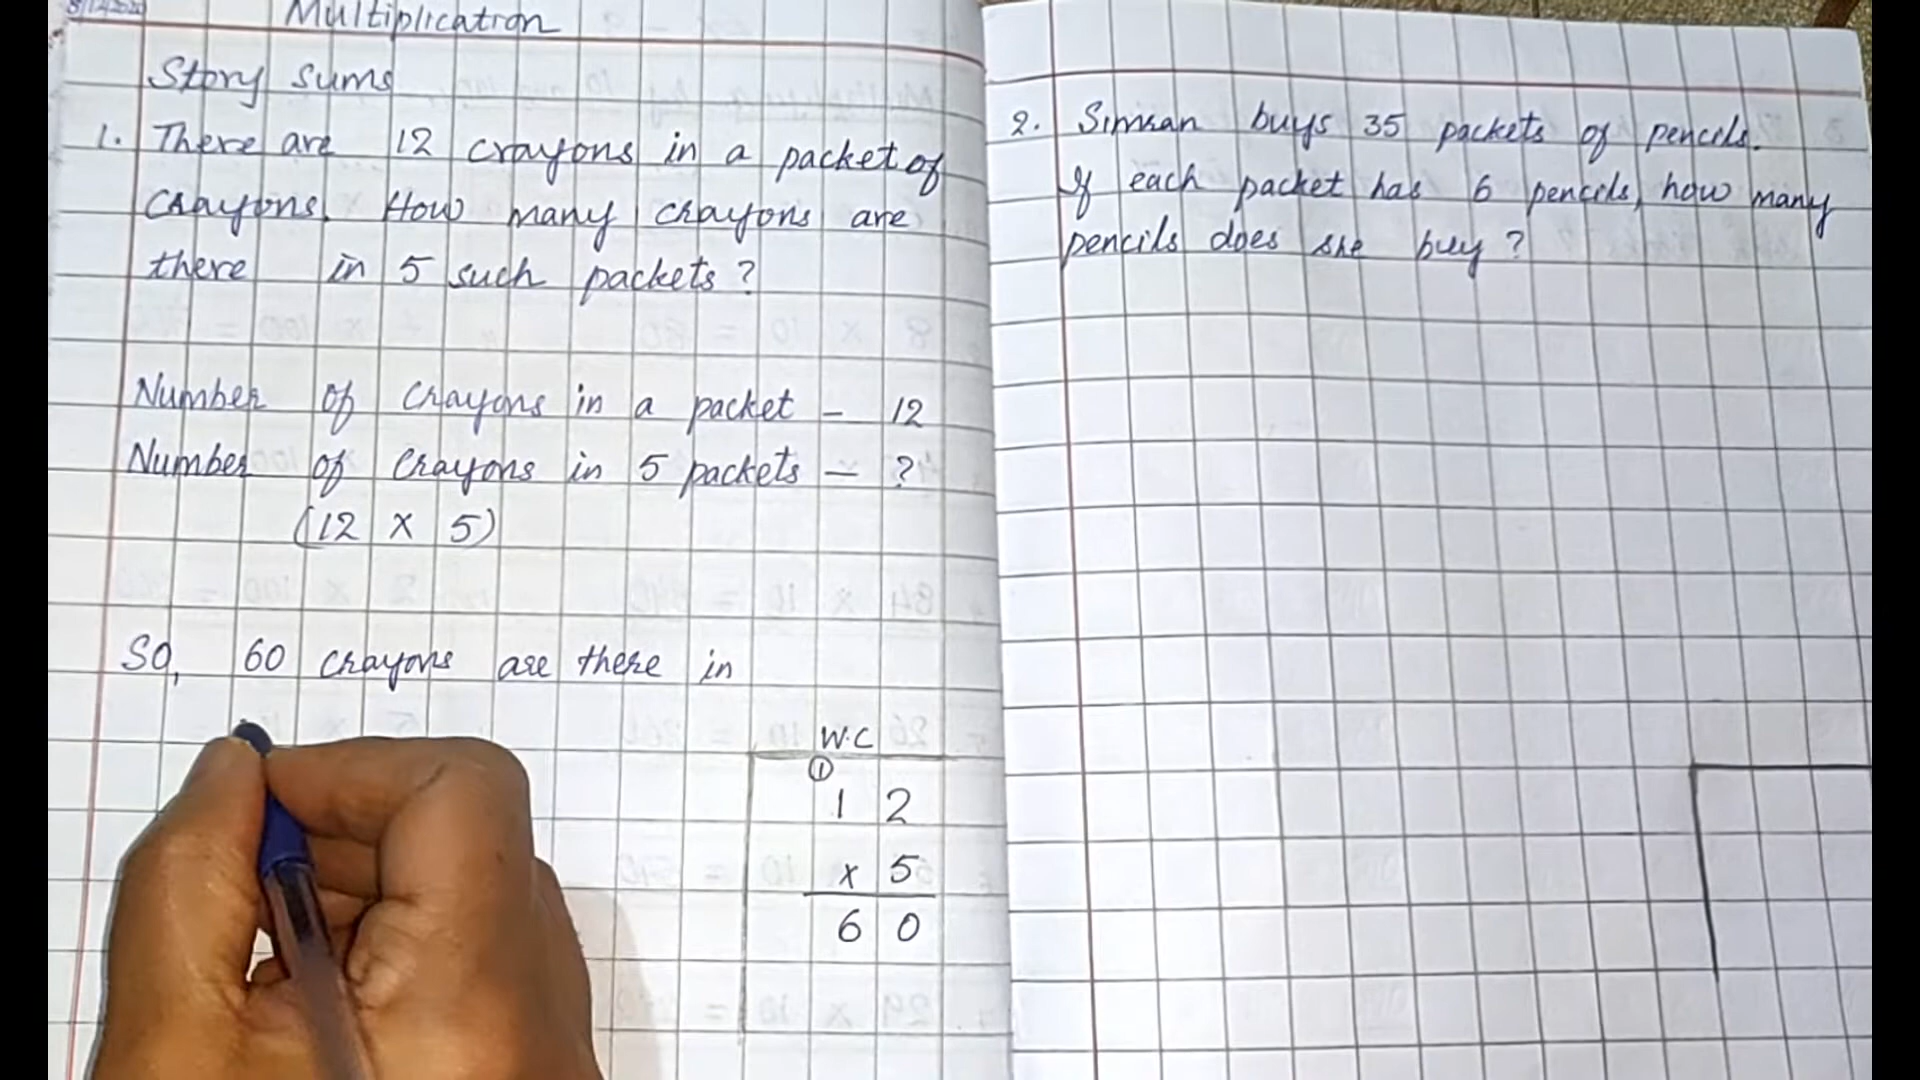 Multiplication
Story sums
1. There are 12 crayons in a packet of
crayons. How many crayons are
there in 5 such packets?
Number of crayons in a packet - 12
Number of crayons in 5 packets - ?
(12 x 5)
So, 60 crayons are there in
W.C
1
1 2
x 5
6 0
2. Simran buys 35 packets of pencils.
If each packet has 6 pencils, how many
pencils does she buy?